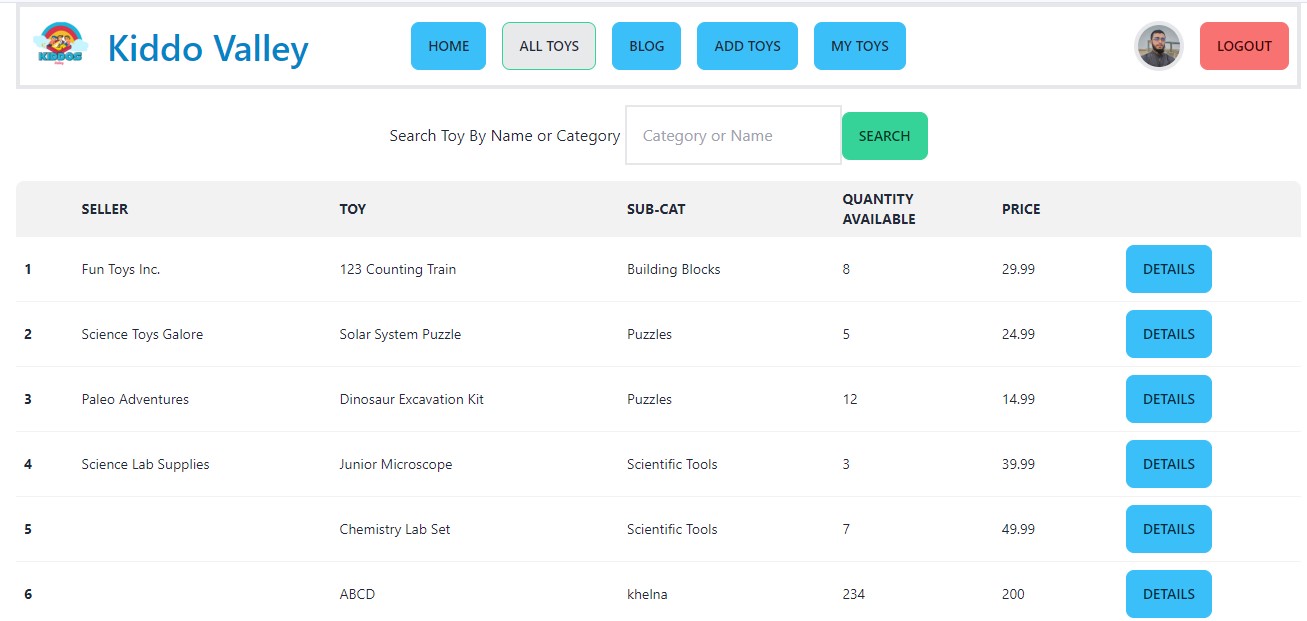 KIDDOS
Kiddo Valley
HOME
ALL TOYS
BLOG
ADD TOYS
MY TOYS
LOGOUT
Search Toy By Name or Category
Category or Name
SEARCH
SELLER TOY SUB-CAT QUANTITY AVAILABLE PRICE
1 Fun Toys Inc. 123 Counting Train Building Blocks 8 29.99 DETAILS
2 Science Toys Galore Solar System Puzzle Puzzles 5 24.99 DETAILS
3 Paleo Adventures Dinosaur Excavation Kit Puzzles 12 14.99 DETAILS
4 Science Lab Supplies Junior Microscope Scientific Tools 3 39.99 DETAILS
5 Chemistry Lab Set Scientific Tools 7 49.99 DETAILS
6 ABCD khelna 234 200 DETAILS